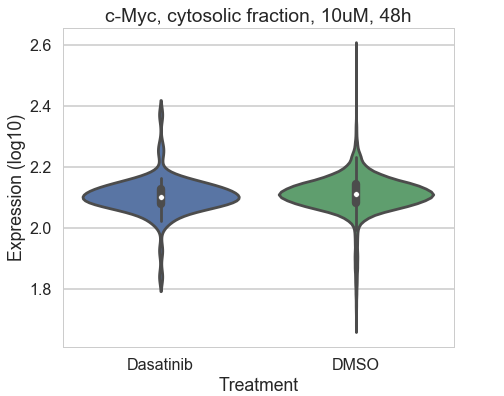 c-Myc, cytosolic fraction, 10uM, 48h
Expression (log10)
2.6
2.4
2.2
2.0
1.8
Dasatinib
DMSO
Treatment